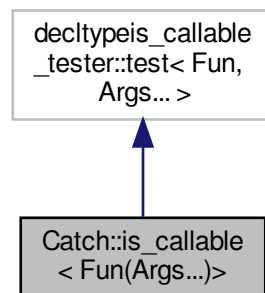 decltypeis_callable
_tester::test< Fun,
Args... >
Catch::is_callable
< Fun(Args...)>